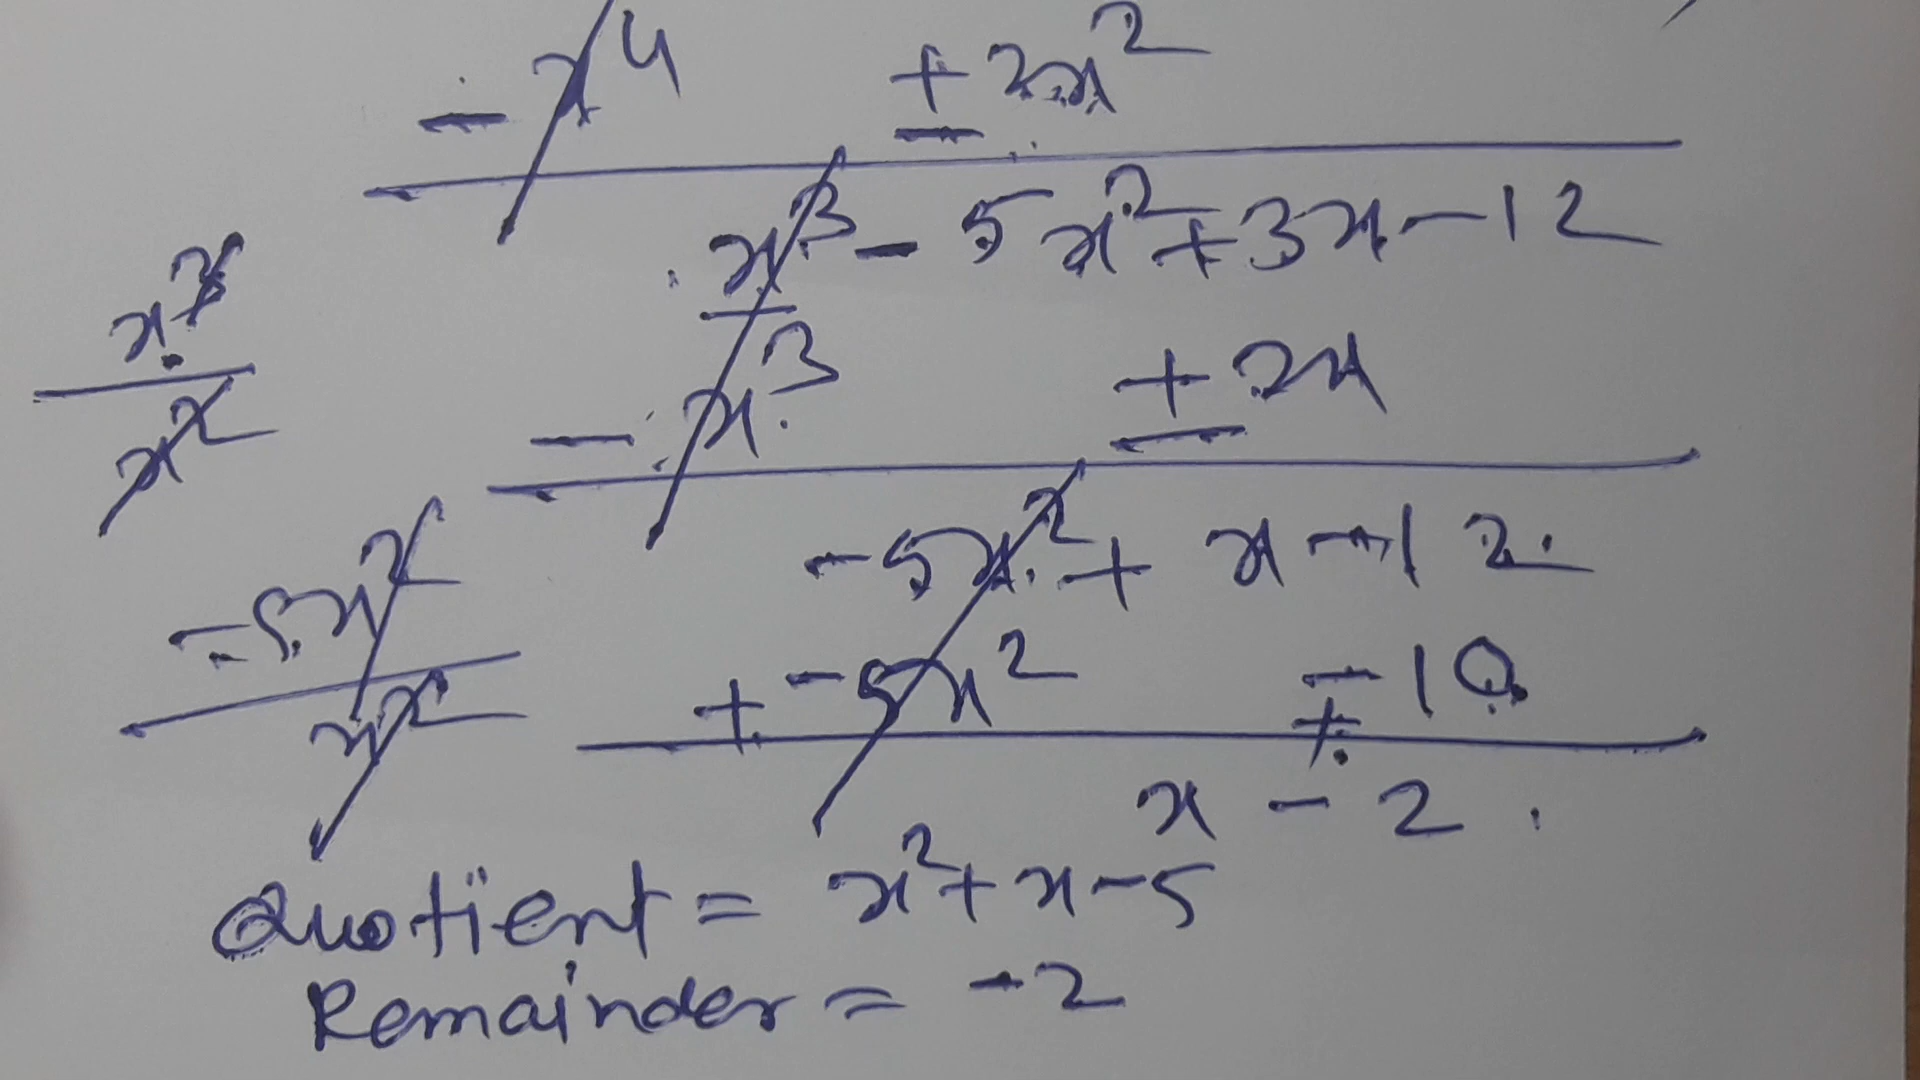 - x⁴ + 2x²
-
x³ - 5x² + 3x - 12
x³
x²
- x³ + 2x
-
-5x² + x - 12
-5x²
x²
+ -5x² - 10
+
x - 2
Quotient = x² + x - 5
Remainder = -2